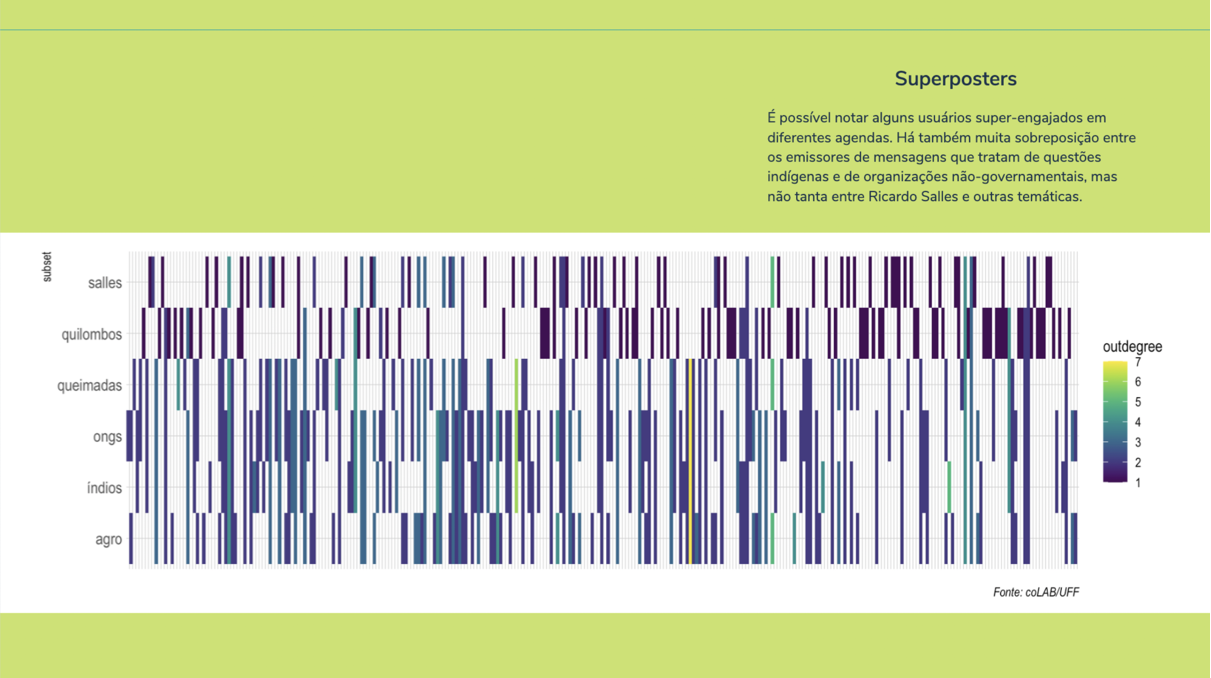 Superposters
É possível notar alguns usuários super-engajados em
diferentes agendas. Há também muita sobreposição entre
os emissores de mensagens que tratam de questões
indígenas e de organizações não-governamentais, mas
não tanta entre Ricardo Salles e outras temáticas.
subset
salles
quilombos
queimadas
ongs
índios
agro
outdegree
7
6
5
4
3
2
1
Fonte: coLAB/UFF